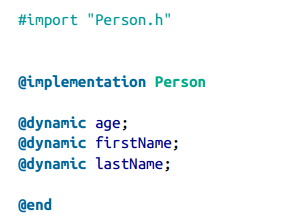 #import "Person.h"
@implementation Person
@dynamic age;
@dynamic firstName;
@dynamic lastName;
@end